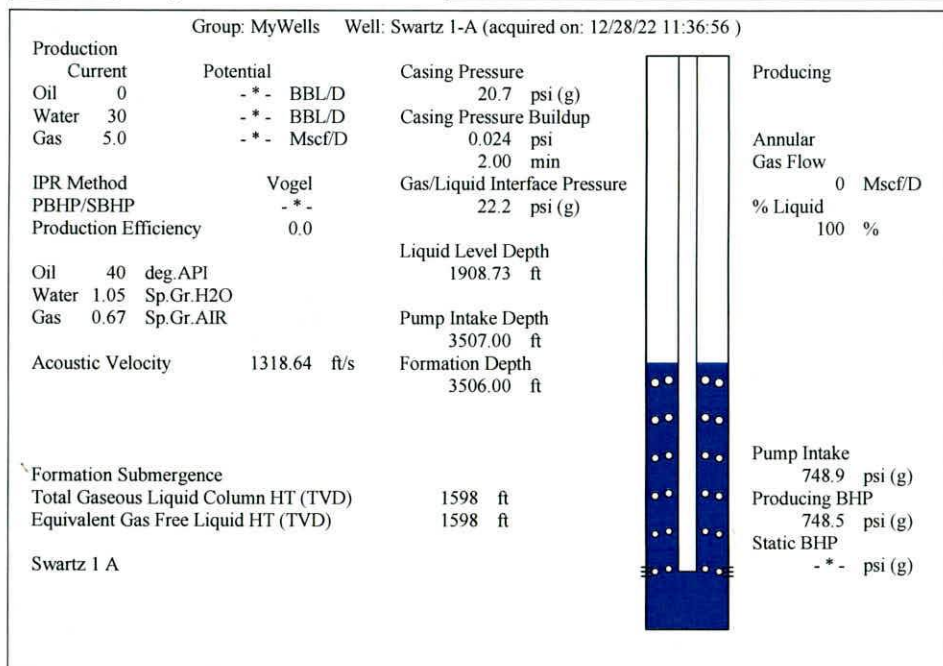 Group: MyWells Well: Swartz 1-A (acquired on: 12/28/22 11:36:56 )
Production
Current Potential
Oil 0 - * - BBL/D
Water 30 - * - BBL/D
Gas 5.0 - * - Mscf/D
IPR Method Vogel
PBHP/SBHP - * -
Production Efficiency 0.0
Oil 40 deg.API
Water 1.05 Sp.Gr.H2O
Gas 0.67 Sp.Gr.AIR
Acoustic Velocity 1318.64 ft/s
Formation Submergence
Total Gaseous Liquid Column HT (TVD) 1598 ft
Equivalent Gas Free Liquid HT (TVD) 1598 ft
Swartz 1 A
Casing Pressure
20.7 psi (g)
Casing Pressure Buildup
0.024 psi
2.00 min
Gas/Liquid Interface Pressure
22.2 psi (g)
Liquid Level Depth
1908.73 ft
Pump Intake Depth
3507.00 ft
Formation Depth
3506.00 ft
Producing
Annular
Gas Flow
0 Mscf/D
% Liquid
100 %
Pump Intake
748.9 psi (g)
Producing BHP
748.5 psi (g)
Static BHP
- * - psi (g)